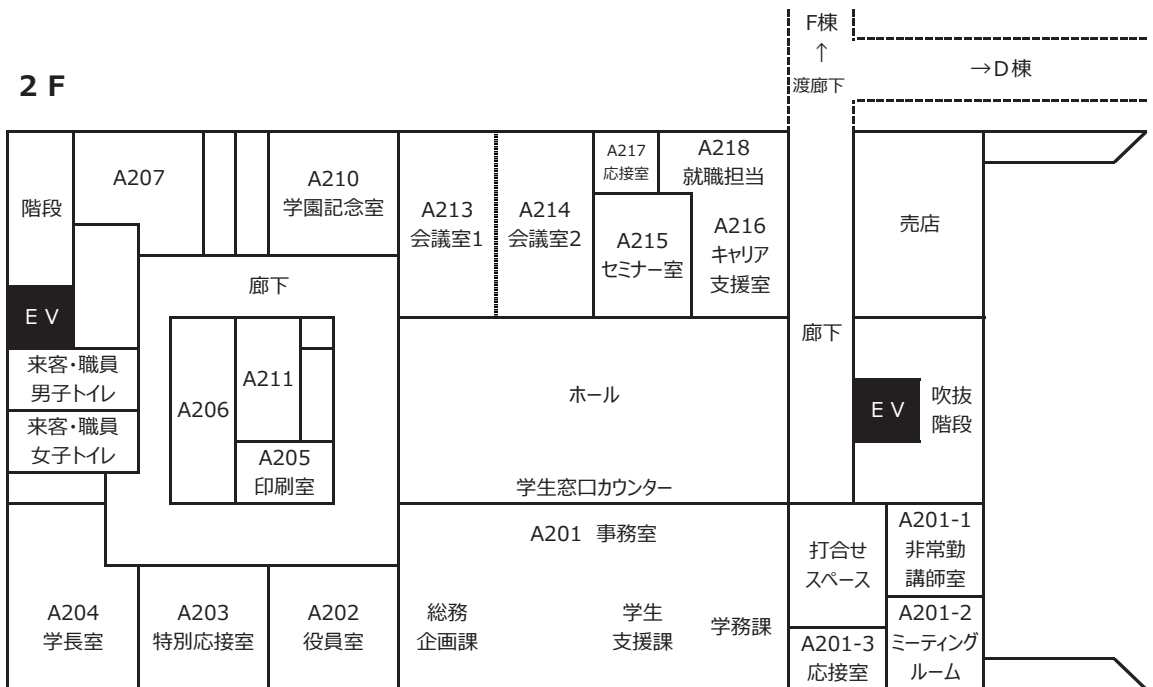 F棟
↑
渡廊下
→D棟
2 F
階段
A207
A210
学園記念室
A213
会議室1
A214
会議室2
A217
応接室
A218
就職担当
A215
セミナー室
A216
キャリア
支援室
売店
廊下
E V
来客・職員
男子トイレ
来客・職員
女子トイレ
A206
A211
A205
印刷室
ホール
学生窓口カウンター
廊下
E V
吹抜
階段
A204
学長室
A203
特別応接室
A202
役員室
A201 事務室
総務
企画課
学生
支援課
学務課
打合せ
スペース
A201-1
非常勤
講師室
A201-3
応接室
A201-2
ミーティング
ルーム